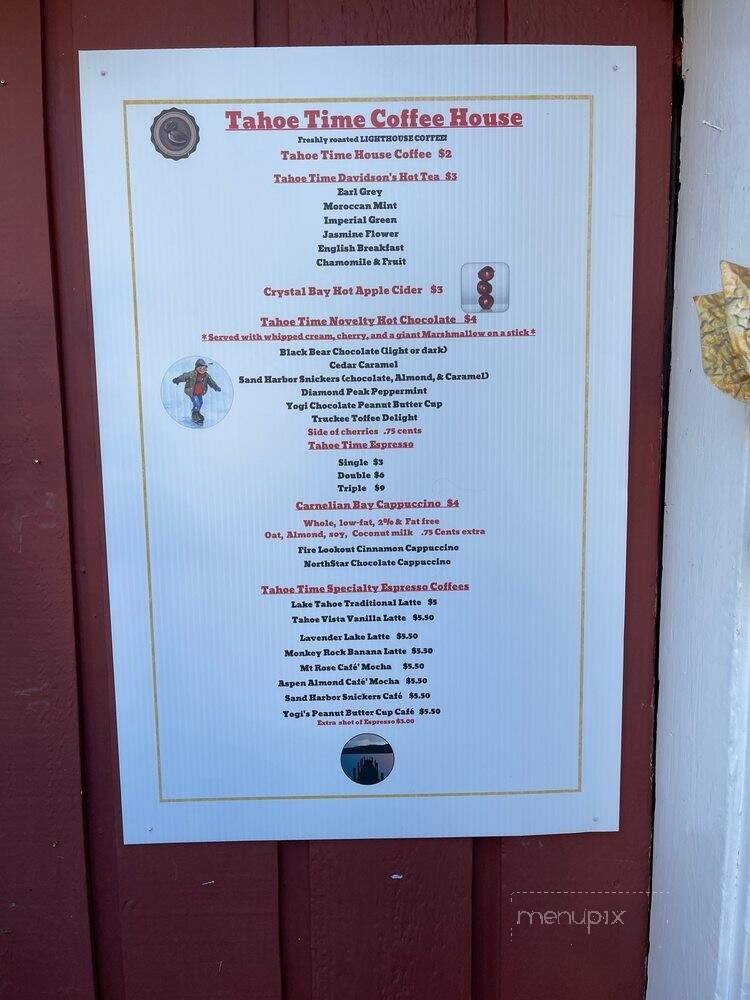 Tahoe Time Coffee House
Freshly roasted LIGHTHOUSE COFFEE!
Tahoe Time House Coffee $2
Tahoe Time Davidson's Hot Tea $3
Earl Grey
Moroccan Mint
Imperial Green
Jasmine Flower
English Breakfast
Chamomile & Fruit
Crystal Bay Hot Apple Cider $3
Tahoe Time Novelty Hot Chocolate $4
*Served with whipped cream, cherry, and a giant Marshmallow on a stick*
Black Bear Chocolate (light or dark)
Cedar Caramel
Sand Harbor Snickers (chocolate, Almond, & Caramel)
Diamond Peak Peppermint
Yogi Chocolate Peanut Butter Cup
Truckee Toffee Delight
Side of cherries .75 cents
Tahoe Time Espresso
Single $3
Double $6
Triple $9
Carnelian Bay Cappuccino $4
Whole, low-fat, 2% & Fat free
Oat, Almond, soy, Coconut milk .75 Cents extra
Fire Lookout Cinnamon Cappuccino
NorthStar Chocolate Cappuccino
Tahoe Time Specialty Espresso Coffees
Lake Tahoe Traditional Latte $5
Tahoe Vista Vanilla Latte $5.50
Lavender Lake Latte $5.50
Monkey Rock Banana Latte $5.50
Mt Rose Café' Mocha $5.50
Aspen Almond Café' Mocha $5.50
Sand Harbor Snickers Café $5.50
Yogi's Peanut Butter Cup Café $5.50
Extra shot of Espresso $3.00
menupix